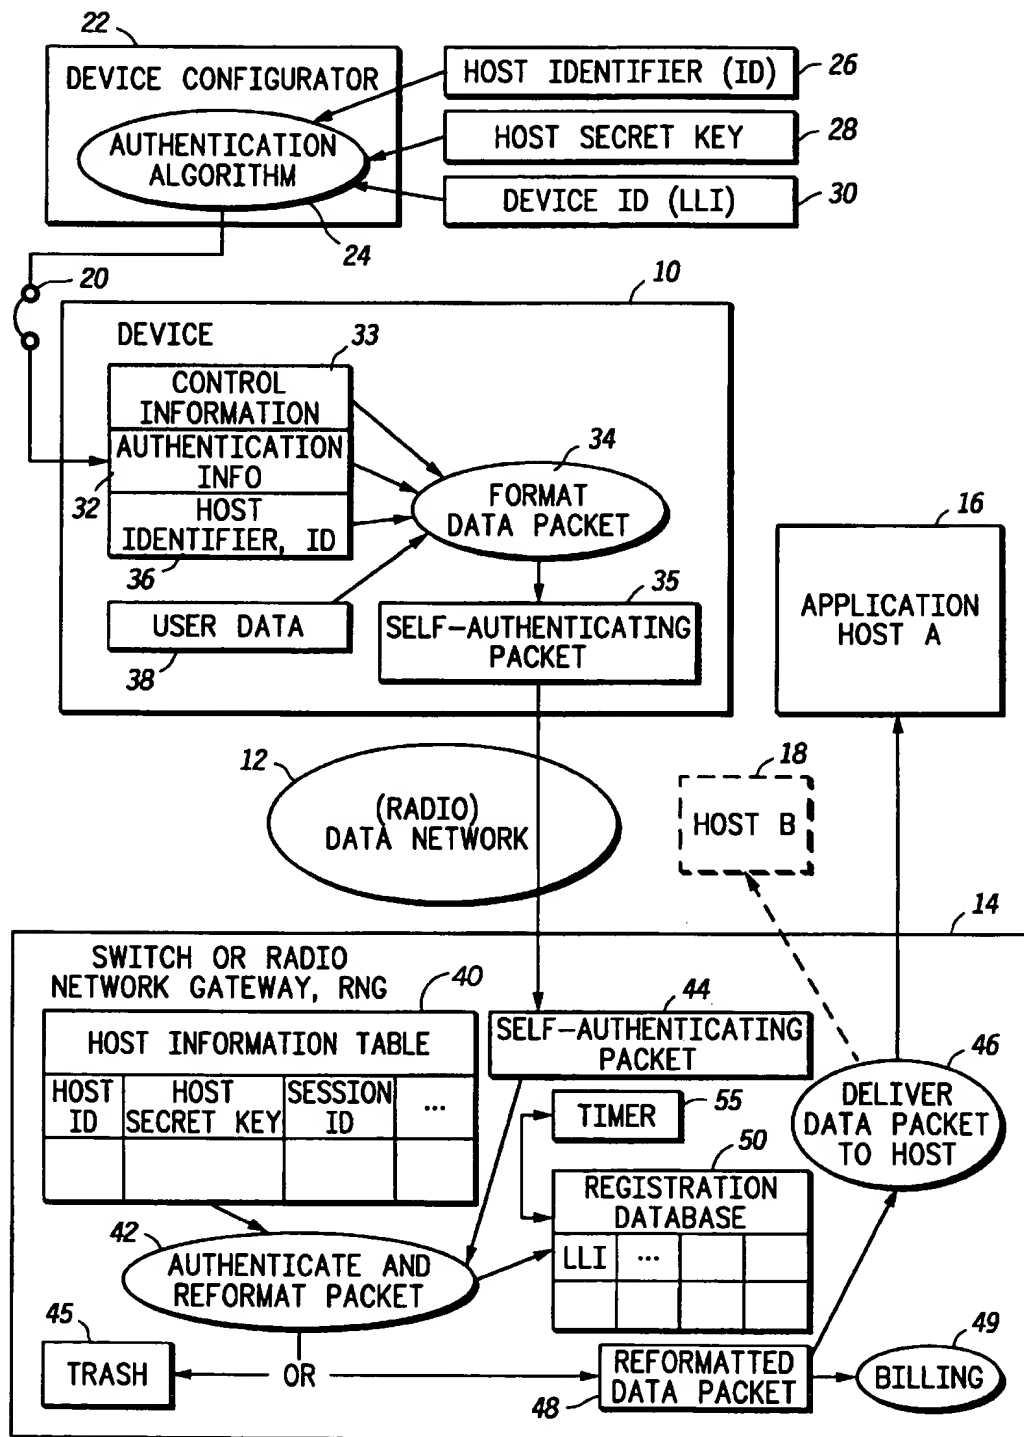 22
DEVICE CONFIGURATOR
AUTHENTICATION
ALGORITHM
24
HOST IDENTIFIER (ID)
26
HOST SECRET KEY
28
DEVICE ID (LLI)
30
20
10
DEVICE
33
CONTROL
INFORMATION
AUTHENTICATION
INFO
32
HOST
IDENTIFIER, ID
36
USER DATA
38
34
FORMAT
DATA PACKET
35
SELF-AUTHENTICATING
PACKET
16
APPLICATION
HOST A
12
(RADIO)
DATA NETWORK
18
HOST B
14
SWITCH OR RADIO
NETWORK GATEWAY, RNG
40
HOST INFORMATION TABLE
HOST
ID
HOST
SECRET KEY
SESSION
ID
...
44
SELF-AUTHENTICATING
PACKET
TIMER
55
46
DELIVER
DATA PACKET
TO HOST
50
REGISTRATION
DATABASE
LLI
...
42
AUTHENTICATE AND
REFORMAT PACKET
45
TRASH
OR
REFORMATTED
DATA PACKET
48
49
BILLING